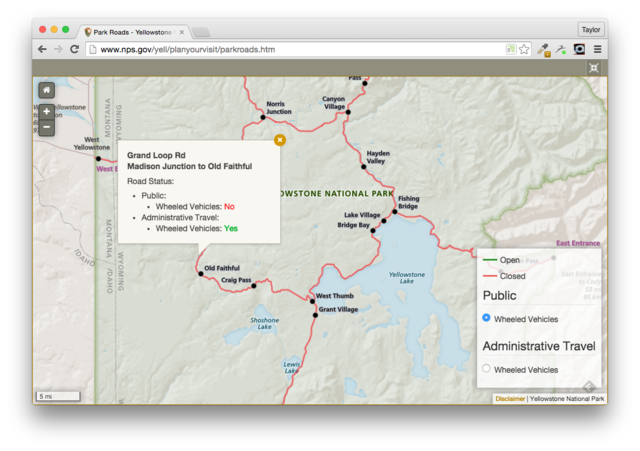 Park Roads - Yellowstone
Taylor
www.nps.gov/yell/planyourvisit/parkroads.htm
Pass
Norris
Junction
Canyon
Village
Yellowstone
MONTANA
WYOMING
West
Yellowstone
West E
Grand Loop Rd
Madison Junction to Old Faithful
Road Status:
Public:
Wheeled Vehicles: No
Administrative Travel:
Wheeled Vehicles: Yes
Hayden
Valley
OWSTONE NATIONAL PARK
Fishing
Bridge
Lake Village
Bridge Bay
East Entrance
MONTANA
IDAHO
IDAHO
WYOMING
Old Faithful
Craig Pass
West Thumb
Grant Village
Yellowstone
Lake
Shoshone
Lake
Lewis
Lake
Open
Closed
Public
Wheeled Vehicles
Administrative Travel
Wheeled Vehicles
5 mi
Disclaimer | Yellowstone National Park